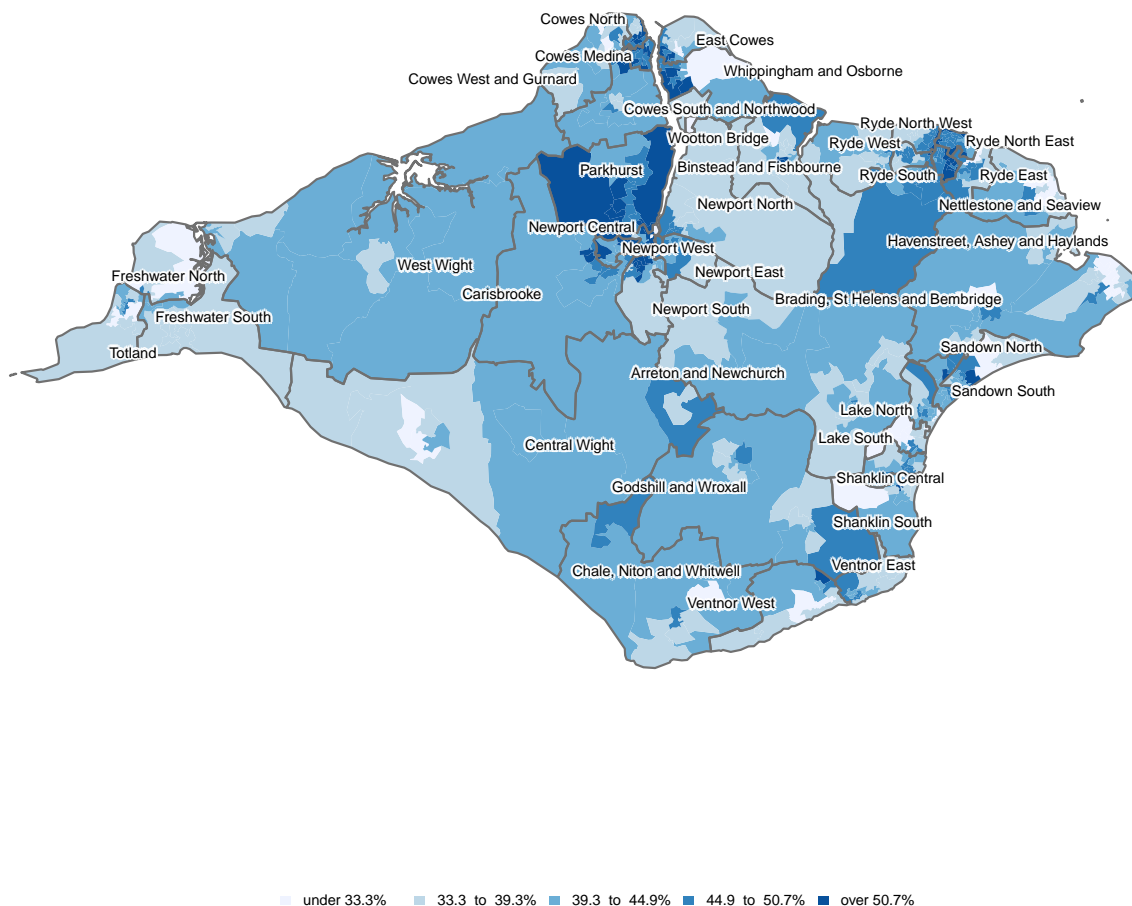 Cowes North
East Cowes
Cowes Medina
Whippingham and Osborne
Cowes West and Gurnard
Cowes South and Northwood
Ryde North West
Wootton Bridge
Ryde West
Ryde North East
Parkhurst
Binstead and Fishbourne
Ryde South
Ryde East
Newport North
Nettlestone and Seaview
Newport Central
Havenstreet, Ashey and Haylands
Newport West
West Wight
Newport East
Freshwater North
Carisbrooke
Brading, St Helens and Bembridge
Newport South
Freshwater South
Sandown North
Totland
Arreton and Newchurch
Sandown South
Lake North
Lake South
Central Wight
Shanklin Central
Godshill and Wroxall
Shanklin South
Ventnor East
Chale, Niton and Whitwell
Ventnor West
under 33.3% 33.3 to 39.3% 39.3 to 44.9% 44.9 to 50.7% over 50.7%